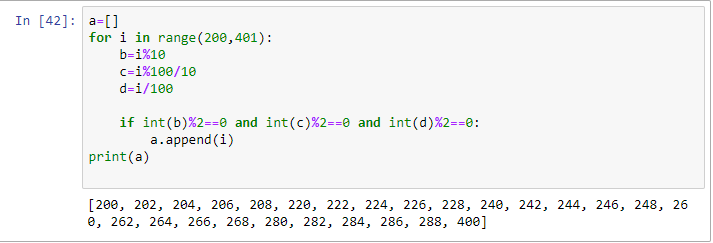 In [42]: a=[]
for i in range(200,401):
    b=i%10
    c=i%100/10
    d=i/100

    if int(b)%2==0 and int(c)%2==0 and int(d)%2==0:
        a.append(i)
print(a)
[200, 202, 204, 206, 208, 220, 222, 224, 226, 228, 240, 242, 244, 246, 248, 26
0, 262, 264, 266, 268, 280, 282, 284, 286, 288, 400]